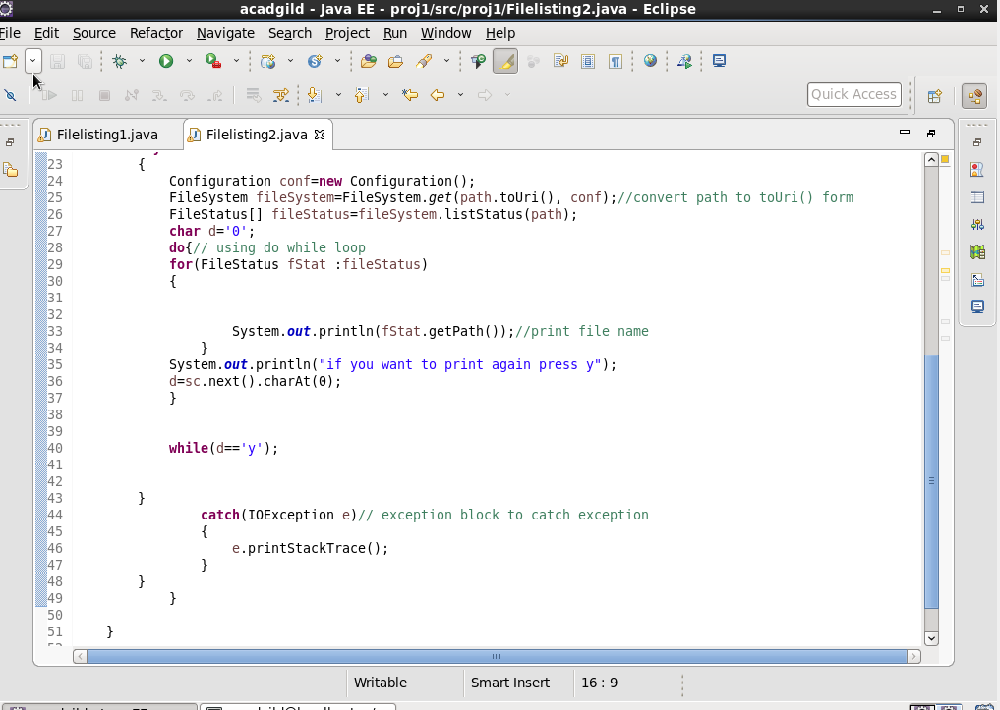 acadgild - Java EE - proj1/src/proj1/Filelisting2.java - Eclipse
File Edit Source Refactor Navigate Search Project Run Window Help
Quick Access
Filelisting1.java Filelisting2.java
23 {
24 Configuration conf=new Configuration();
25 FileSystem fileSystem=FileSystem.get(path.toUri(), conf);//convert path to toUri() form
26 FileStatus[] fileStatus=fileSystem.listStatus(path);
27 char d='0';
28 do{// using do while loop
29 for(FileStatus fStat :fileStatus)
30 {
31
32
33 System.out.println(fStat.getPath());//print file name
34 }
35 System.out.println("if you want to print again press y");
36 d=sc.next().charAt(0);
37 }
38
39
40 while(d=='y');
41
42
43 }
44 catch(IOException e)// exception block to catch exception
45 {
46 e.printStackTrace();
47 }
48 }
49 }
50
51 }
Writable Smart Insert 16 : 9